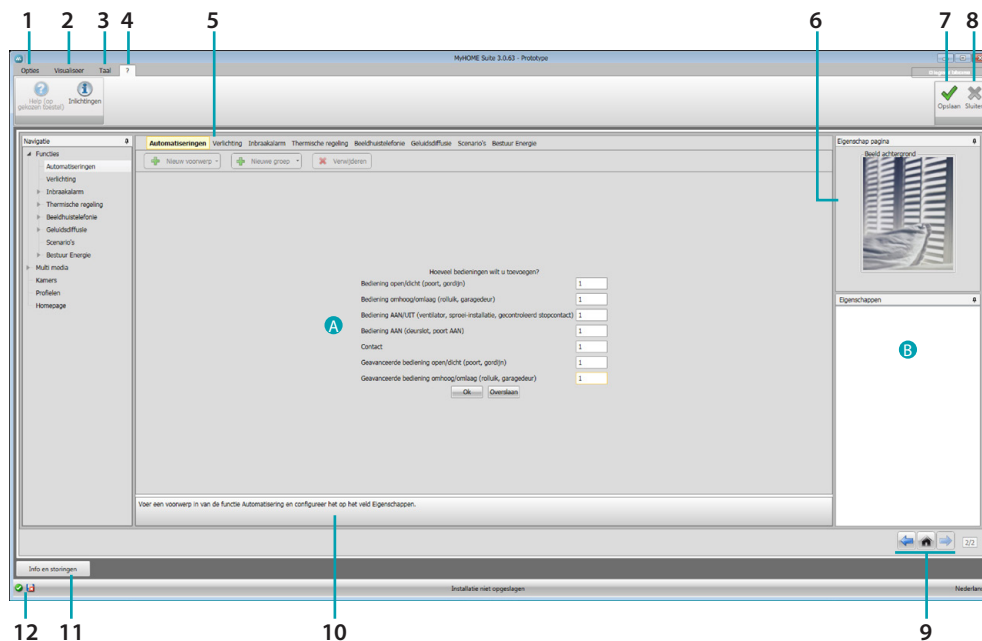 1 2 3 4 5 6 7 8
MyHOME Suite 3.0.63 - Prototype
Opties Visualiseer Taal ?
Help (op gekozen toestel)
Inlichtingen
Opslaan Sluiten
Navigatie
Functies
Automatiseringen
Verlichting
Inbraakalarm
Thermische regeling
Beeldhuistelefonie
Geluidsdiffusie
Scenario's
Bestuur Energie
Multi media
Kamers
Profielen
Homepage
Automatiseringen Verlichting Inbraakalarm Thermische regeling Beeldhuistelefonie Geluidsdiffusie Scenario's Bestuur Energie
Nieuw voorwerp Nieuwe groep Verwijderen
Hoeveel bedieningen wilt u toevoegen?
Bediening open/dicht (poort, gordijn) 1
Bediening omhoog/omlaag (rolluik, garagedeur) 1
Bediening AAN/UIT (ventilator, sproei-installatie, gecontroleerd stopcontact) 1
Bediening AAN (deurslot, poort AAN) 1
Contact 1
Geavanceerde bediening open/dicht (poort, gordijn) 1
Geavanceerde bediening omhoog/omlaag (rolluik, garagedeur) 1
Ok Overslaan
A
Voer een voorwerp in van de functie Automatisering en configureer het op het veld Eigenschappen.
Eigenschap pagina
Beeld achtergrond
Eigenschappen
B
2/2
Info en storingen
Installatie niet opgeslagen
Nederlan
12 11 10 9